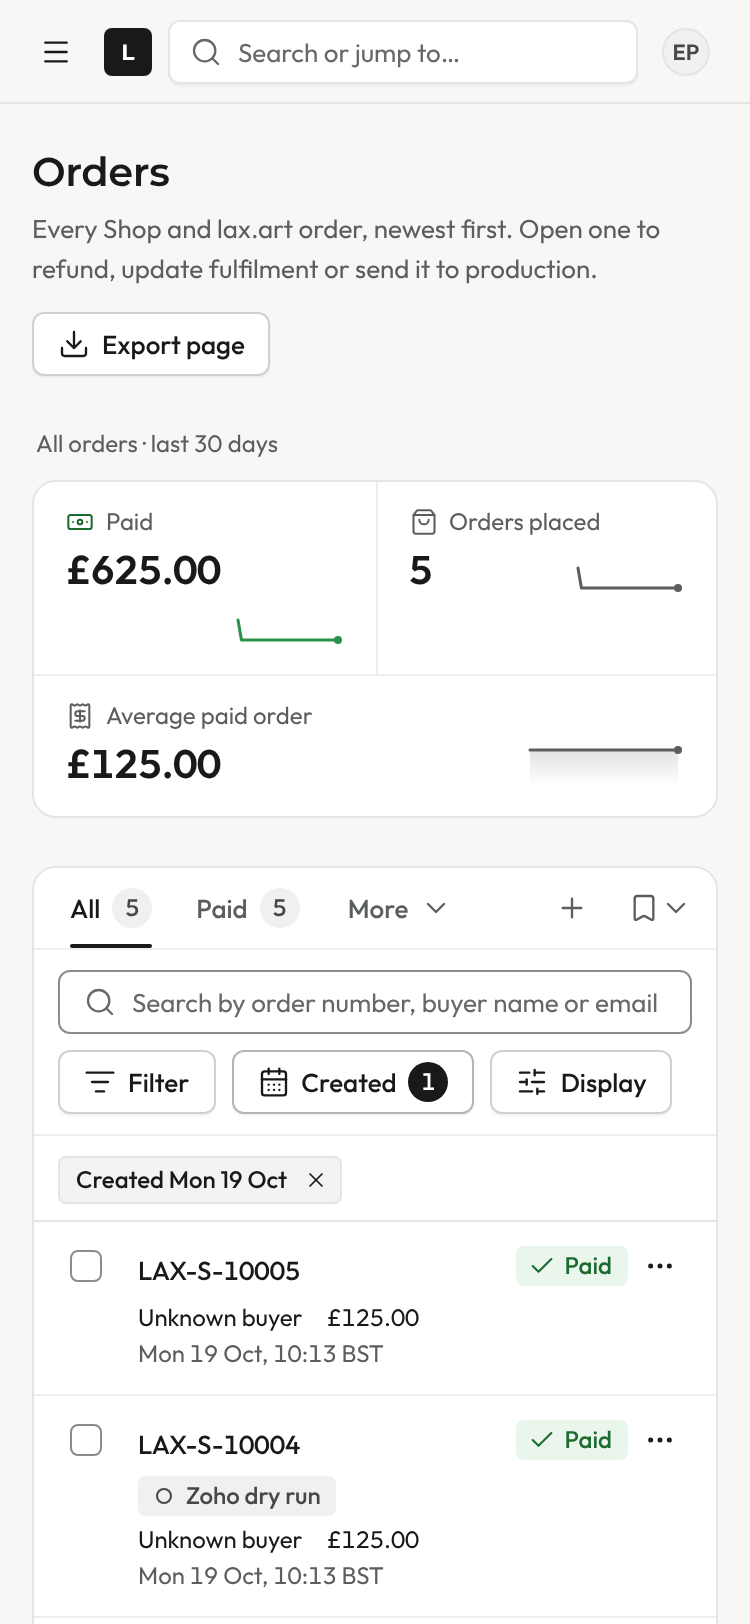 L
Search or jump to...
EP
Orders
Every Shop and lax.art order, newest first. Open one to
refund, update fulfilment or send it to production.
Export page
All orders · last 30 days
Paid
£625.00
Orders placed
5
Average paid order
£125.00
All 5
Paid 5
More
Search by order number, buyer name or email
Filter
Created 1
Display
Created Mon 19 Oct
LAX-S-10005
Paid
Unknown buyer £125.00
Mon 19 Oct, 10:13 BST
LAX-S-10004
Paid
Zoho dry run
Unknown buyer £125.00
Mon 19 Oct, 10:13 BST